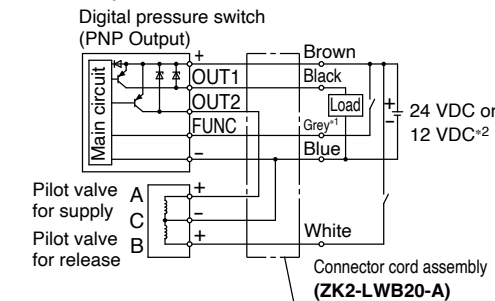 Digital pressure switch
(PNP Output)
Main circuit
+
OUT1
OUT2
FUNC
–
Brown
Black
Load
Grey*1
Blue
+
–
24 VDC or
12 VDC*2
Pilot valve
for supply
A
C
B
+
–
+
Pilot valve
for release
White
Connector cord assembly
(ZK2-LWB20-A)